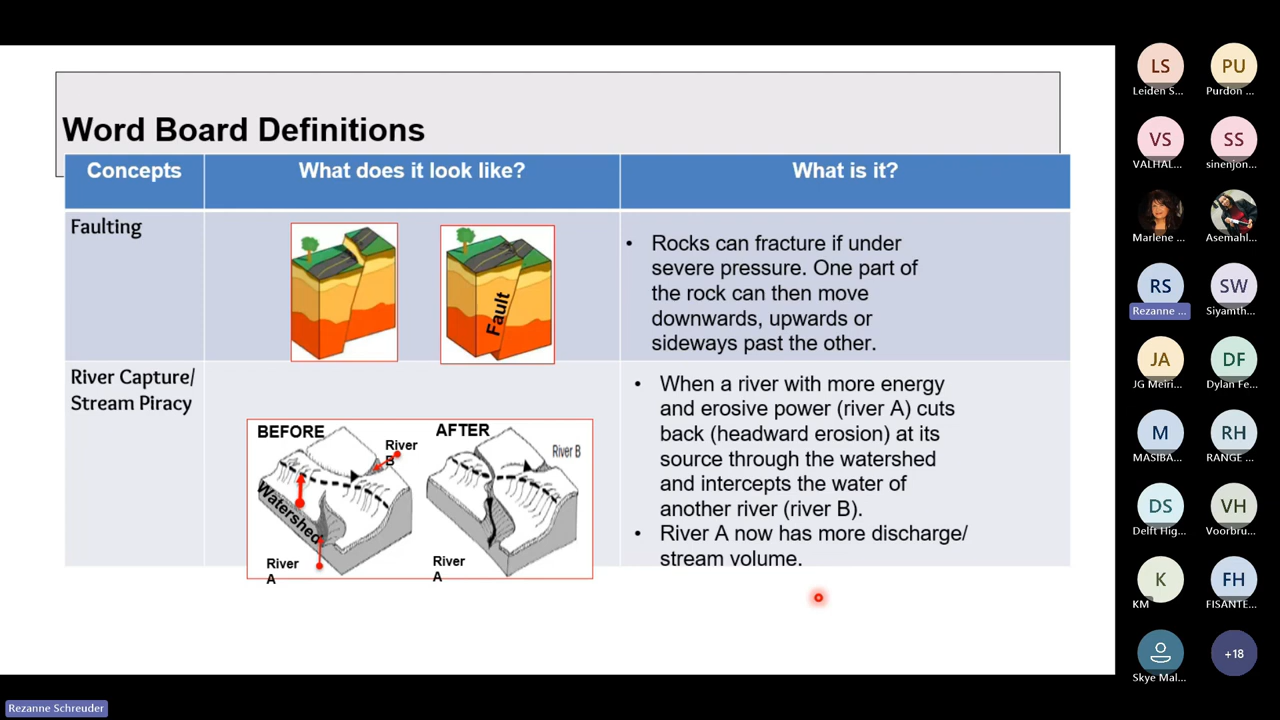 Word Board Definitions
Concepts
What does it look like?
What is it?
Faulting
Fault
• Rocks can fracture if under
severe pressure. One part of
the rock can then move
downwards, upwards or
sideways past the other.
River Capture/
Stream Piracy
BEFORE
River
B
Watershed
River
A
AFTER
River B
River
A
• When a river with more energy
and erosive power (river A) cuts
back (headward erosion) at its
source through the watershed
and intercepts the water of
another river (river B).
• River A now has more discharge/
stream volume.
LS
Leiden S...
PU
Purdon ...
VS
VALHAL...
SS
sinenjon...
Marlene ...
Asemahl...
RS
Rezanne ...
SW
Siyamth...
JA
JG Meiri...
DF
Dylan Fe...
M
MASIBA...
RH
RANGE ...
DS
Delft Hig...
VH
Voorbru...
K
KM
FH
FISANTE...
Skye Mal...
+18
Rezanne Schreuder